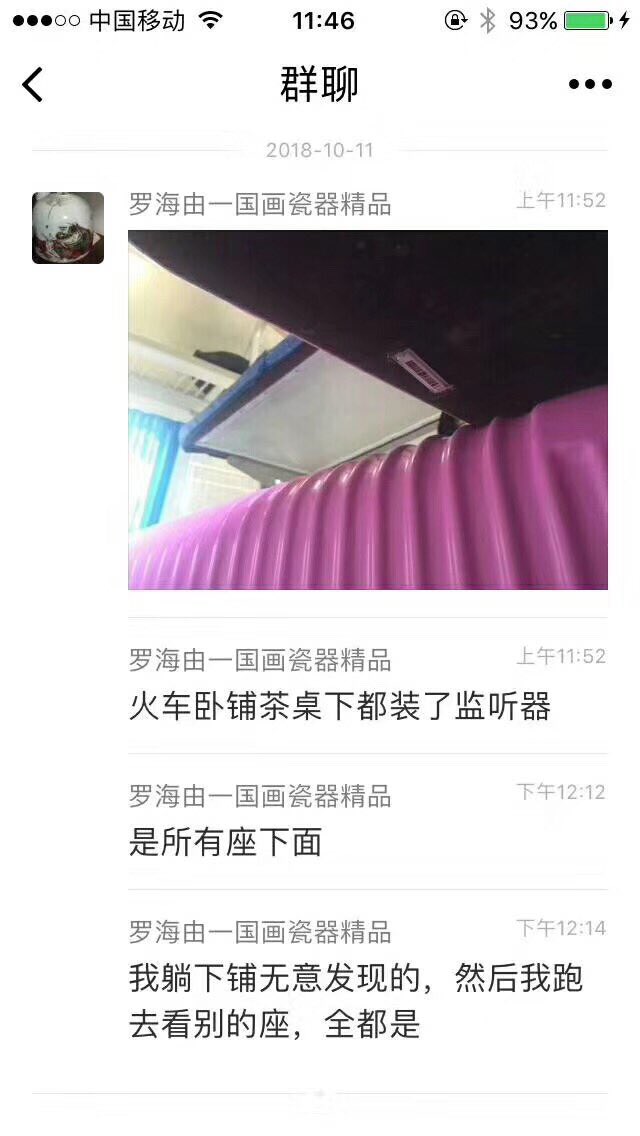 中国移动 11:46 93%
群聊
2018-10-11
罗海由一国画瓷器精品 上午11:52
罗海由一国画瓷器精品 上午11:52
火车卧铺茶桌下都装了监听器
罗海由一国画瓷器精品 下午12:12
是所有座下面
罗海由一国画瓷器精品 下午12:14
我躺下铺无意发现的，然后我跑
去看别的座，全都是